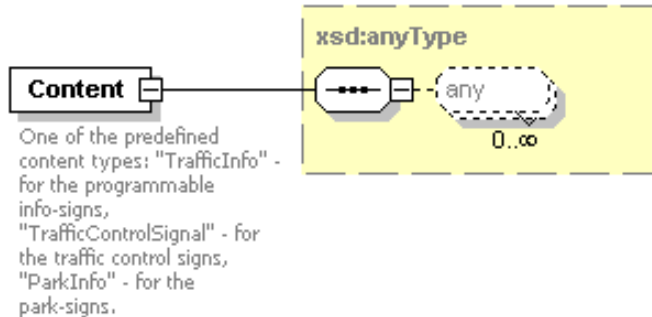 xsd:anyType
Content
any
0..∞
One of the predefined
content types: "TrafficInfo" -
for the programmable
info-signs,
"TrafficControlSignal" - for
the traffic control signs,
"ParkInfo" - for the
park-signs.